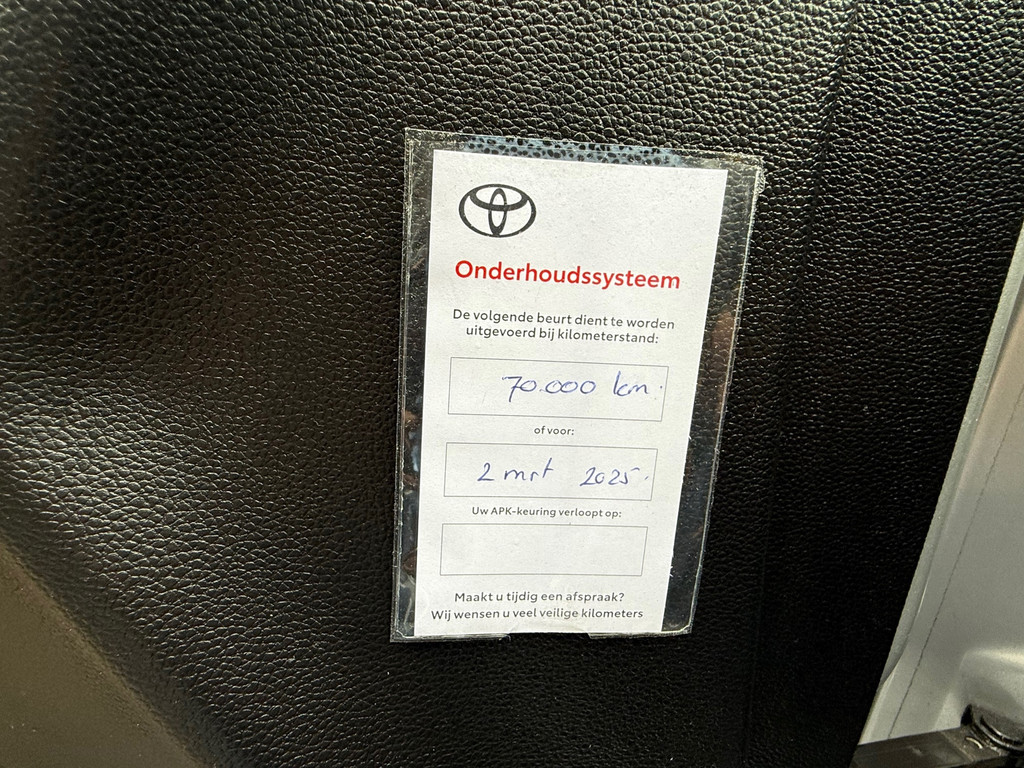 Onderhoudssysteem
De volgende beurt dient te worden
uitgevoerd bij kilometerstand:
70.000 km.
of voor:
2 mrt 2025.
Uw APK-keuring verloopt op:
Maakt u tijdig een afspraak?
Wij wensen u veel veilige kilometers